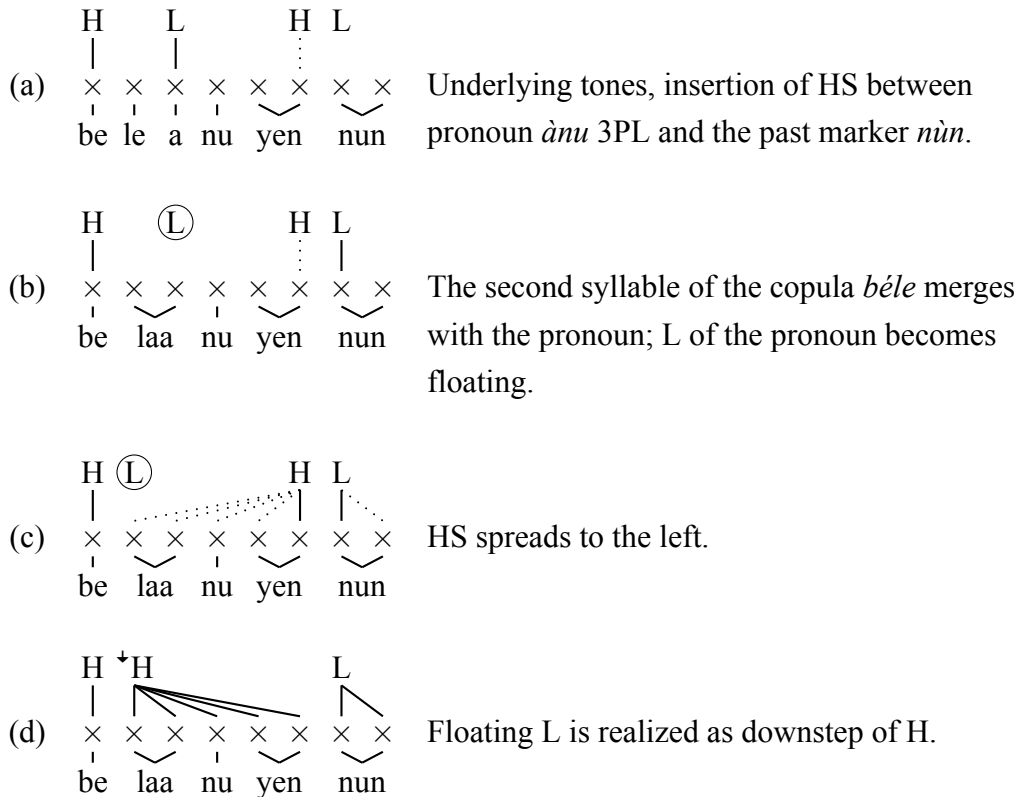 H L H L
(a) × × × × × × × × Underlying tones, insertion of HS between
be le a nu yen nun pronoun ànu 3PL and the past marker nùn.
H Ⓛ H L
(b) × × × × × × × × The second syllable of the copula béle merges
be laa nu yen nun with the pronoun; L of the pronoun becomes
floating.
H Ⓛ H L
(c) × × × × × × × × HS spreads to the left.
be laa nu yen nun
H ꜜH L
(d) × × × × × × × × Floating L is realized as downstep of H.
be laa nu yen nun